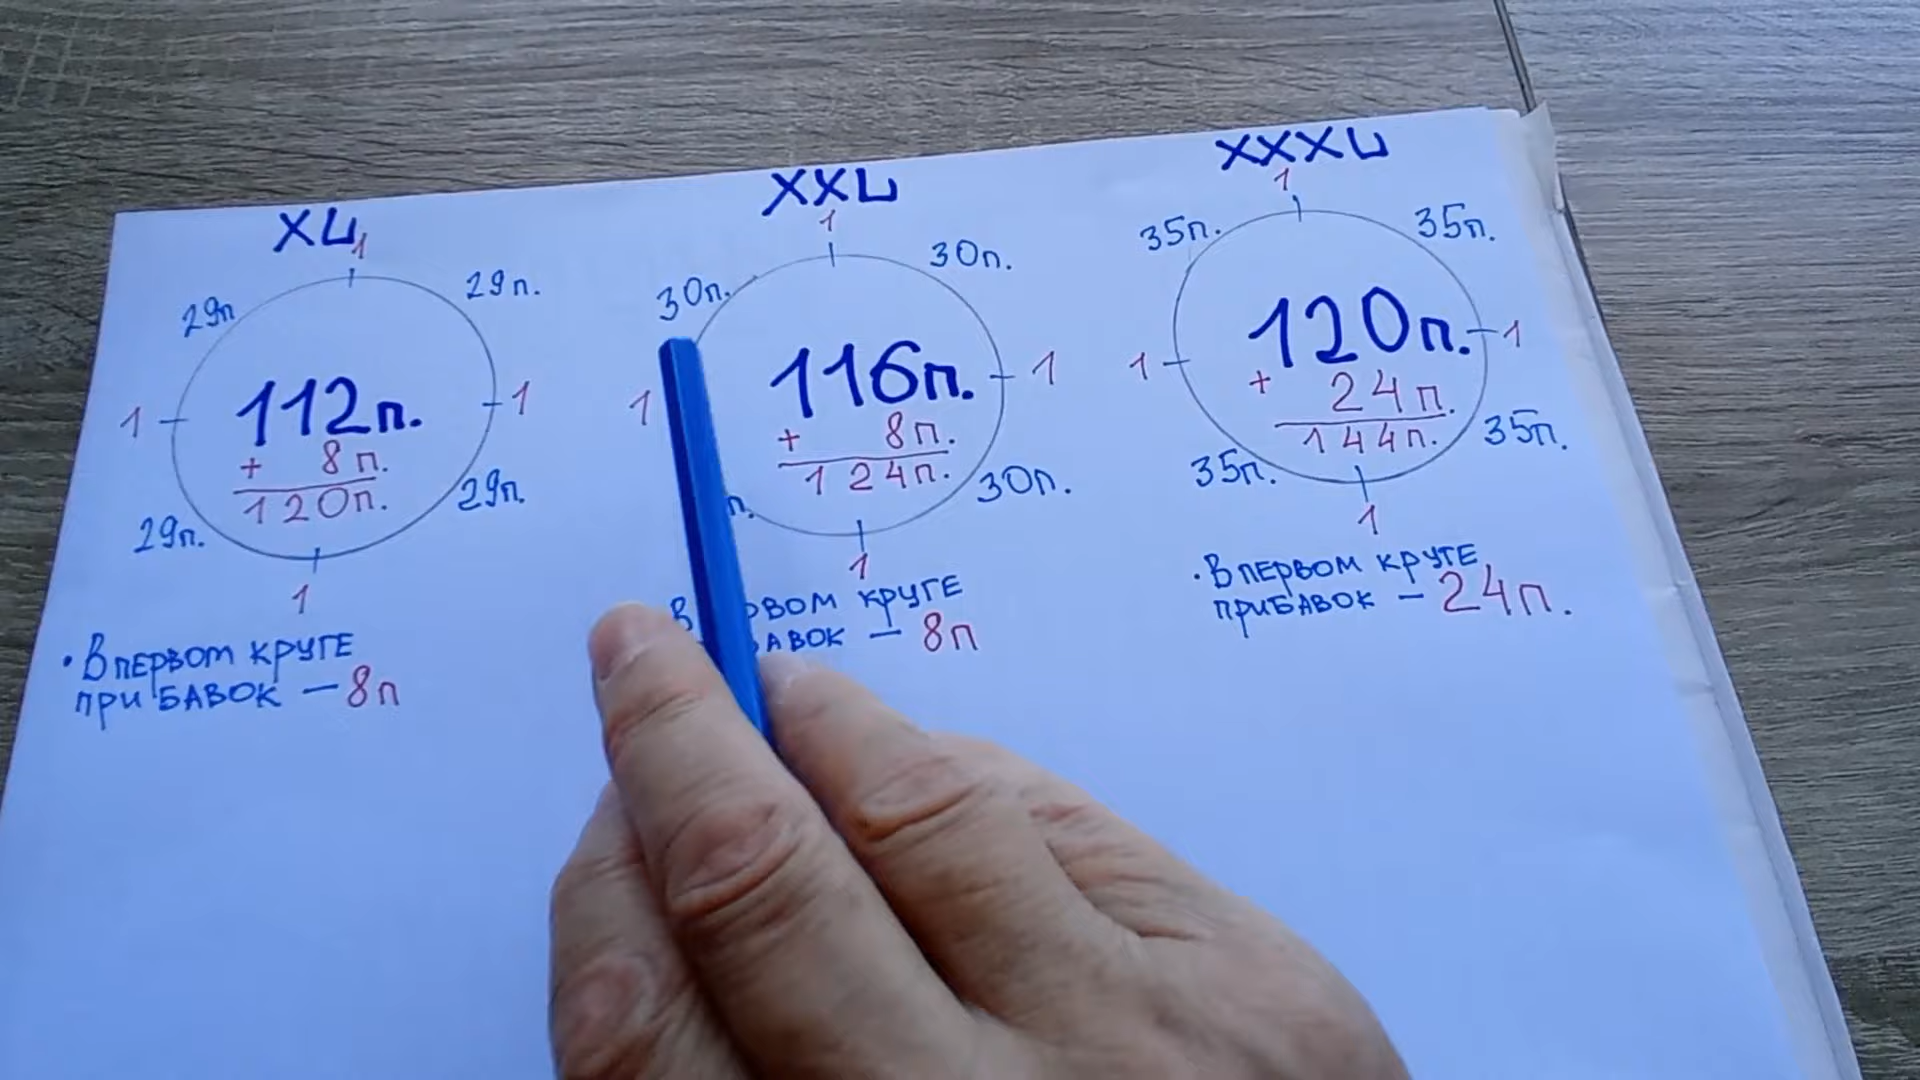 XL
1
29п
29п.
1
112п.
1
+ 8п.
120п.
29п.
29п.
1
• В первом круге
прибавок — 8п
XXL
1
30п.
30п.
1
116п.
1
+ 8п.
124п.
п.
30п.
1
В круге
— 8п
XXXL
1
35п.
35п.
1
120п.
1
+ 24п.
144п.
35п.
35п.
1
• В первом круге
прибавок — 24п.